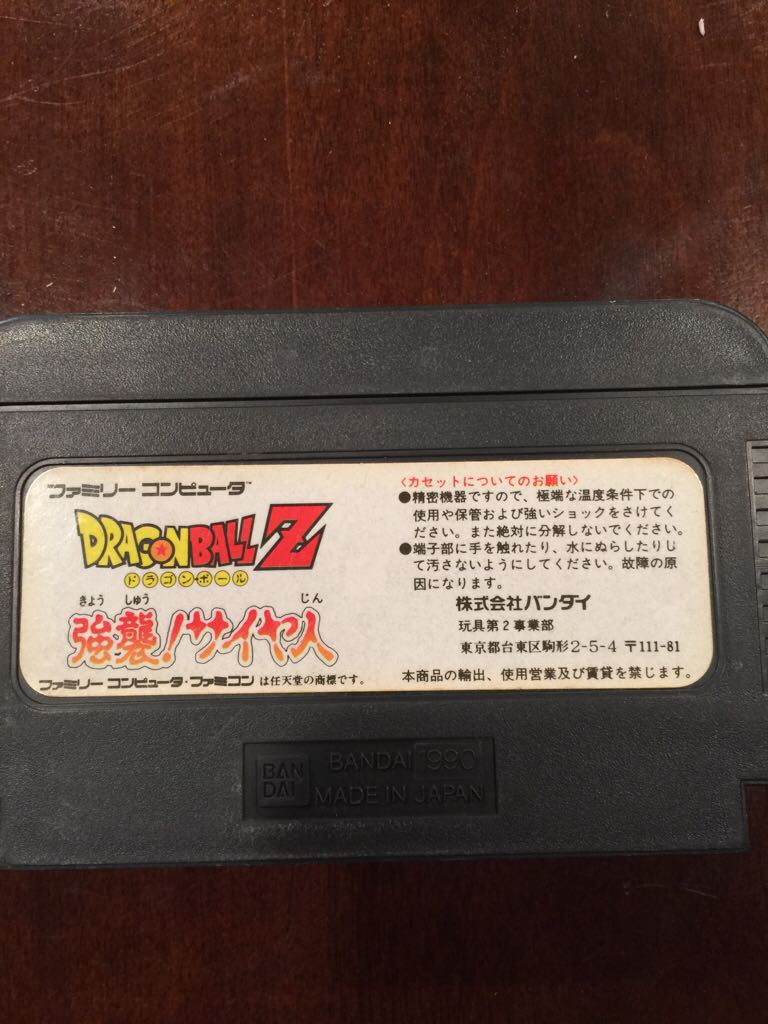 ファミリー コンピュータ™
DRAGON BALL Z
ドラゴンボール
きょう しゅう じん
強襲!サイヤ人
ファミリー コンピュータ・ファミコン は任天堂の商標です。
〈カセットについてのお願い〉
●精密機器ですので、極端な温度条件下での
使用や保管および強いショックをさけてく
ださい。また絶対に分解しないでください。
●端子部に手を触れたり、水にぬらしたりし
て汚さないようにしてください。故障の原
因になります。
株式会社バンダイ
玩具第2事業部
東京都台東区駒形2-5-4 〒111-81
本商品の輸出、使用営業及び賃貸を禁じます。
BAN
DAI
BANDAI 1990
MADE IN JAPAN